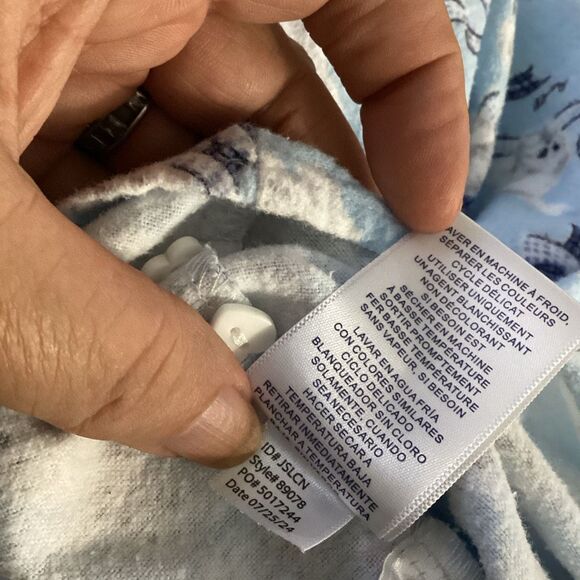 LAVER EN MACHINE À FROID,
SÉPARER LES COULEURS
CYCLE DÉLICAT
UTILISER UNIQUEMENT
UN AGENT BLANCHISSANT
NON DÉCOLORANT
SI BESOIN EST
SECHER EN MACHINE
A BASSE TEMPÉRATURE
SORTIR PROMPTEMENT
FER BASSE TEMPÉRATURE
SANS VAPEUR, SI BESOIN
LAVAR EN AGUA FRÍA
CON COLORES SIMILARES
CICLO DELICADO
BLANQUEADOR SIN CLORO
SOLAMENTE, CUANDO
SEA NECESARIO
HACER SECAR A
TEMPERATURA BAJA
RETIRAR INMEDIATAMENTE
PLANCHAR A TEMPERATURA
ID# JSLCN
Style# 89078
PO# 5017244
Date 07/25/24